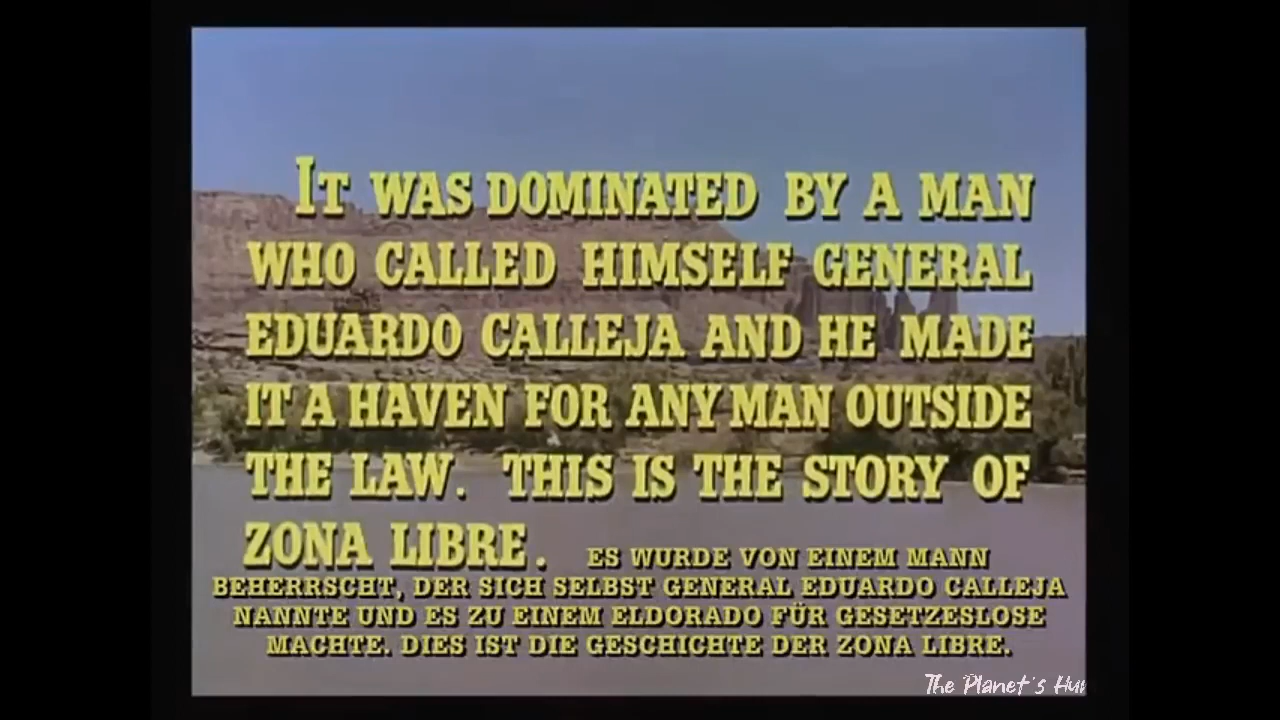 IT WAS DOMINATED BY A MAN
WHO CALLED HIMSELF GENERAL
EDUARDO CALLEJA AND HE MADE
IT A HAVEN FOR ANY MAN OUTSIDE
THE LAW. THIS IS THE STORY OF
ZONA LIBRE.
ES WURDE VON EINEM MANN
BEHERRSCHT, DER SICH SELBST GENERAL EDUARDO CALLEJA
NANNTE UND ES ZU EINEM ELDORADO FÜR GESETZESLOSE
MACHTE. DIES IST DIE GESCHICHTE DER ZONA LIBRE.
The Planet's